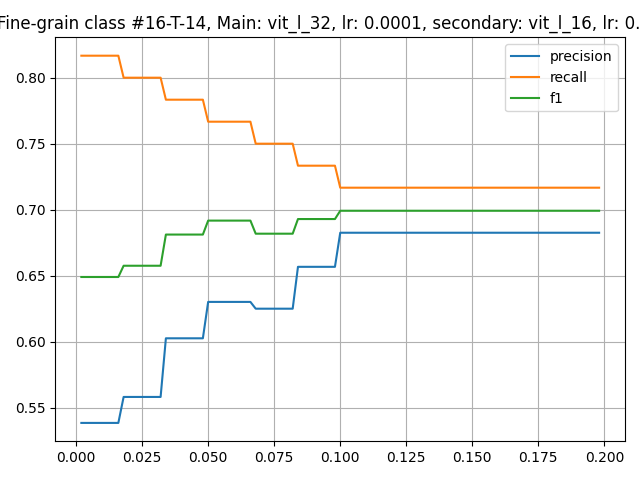 Fine-grain class #16-T-14, Main: vit_l_32, lr: 0.0001, secondary: vit_l_16, lr: 0.
precision
recall
f1
0.80
0.75
0.70
0.65
0.60
0.55
0.000 0.025 0.050 0.075 0.100 0.125 0.150 0.175 0.200